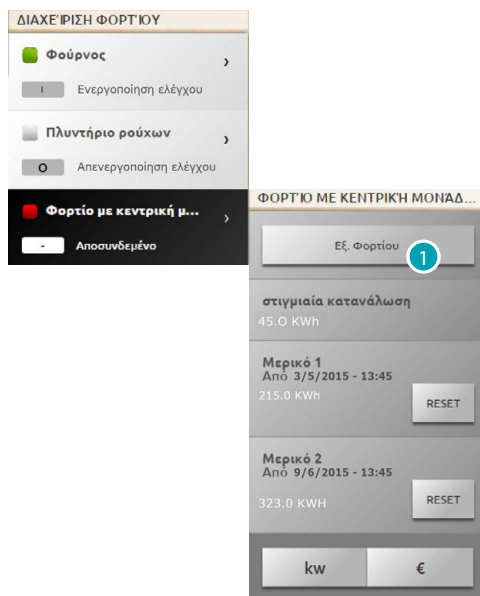 ΔΙΑΧΕΊΡΙΣΗ ΦΟΡΤΊΟΥ
Φούρνος
I Ενεργοποίηση ελέγχου
Πλυντήριο ρούχων
O Απενεργοποίηση ελέγχου
Φορτίο με κεντρική μ...
- Αποσυνδεμένο
ΦΟΡΤΊΟ ΜΕ ΚΕΝΤΡΙΚΉ ΜΟΝΆΔ...
Εξ. Φορτίου
1
στιγμιαία κατανάλωση
45.0 KWh
Μερικό 1
Από 3/5/2015 - 13:45
215.0 KWh
RESET
Μερικό 2
Από 9/6/2015 - 13:45
323.0 KWH
RESET
kw €